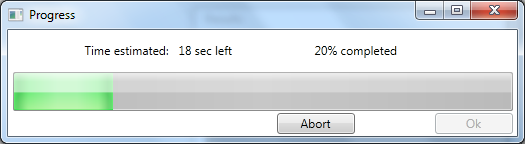 Progress
Time estimated: 18 sec left 20% completed
Abort Ok